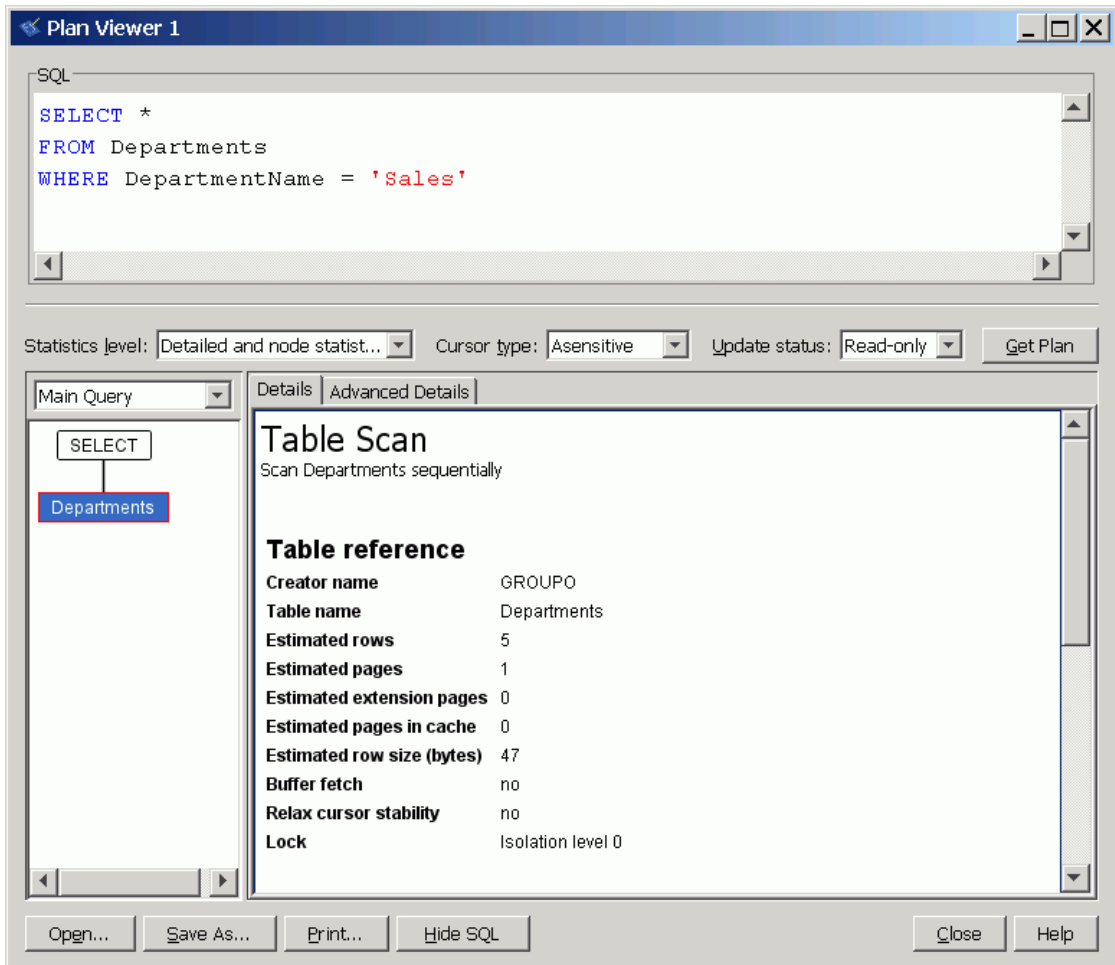 Plan Viewer 1
SQL
SELECT *
FROM Departments
WHERE DepartmentName = 'Sales'
Statistics level: Detailed and node statist... Cursor type: Asensitive Update status: Read-only Get Plan
Main Query
Details Advanced Details
SELECT
Departments
Table Scan
Scan Departments sequentially
Table reference
Creator name GROUPO
Table name Departments
Estimated rows 5
Estimated pages 1
Estimated extension pages 0
Estimated pages in cache 0
Estimated row size (bytes) 47
Buffer fetch no
Relax cursor stability no
Lock Isolation level 0
Open... Save As... Print... Hide SQL Close Help